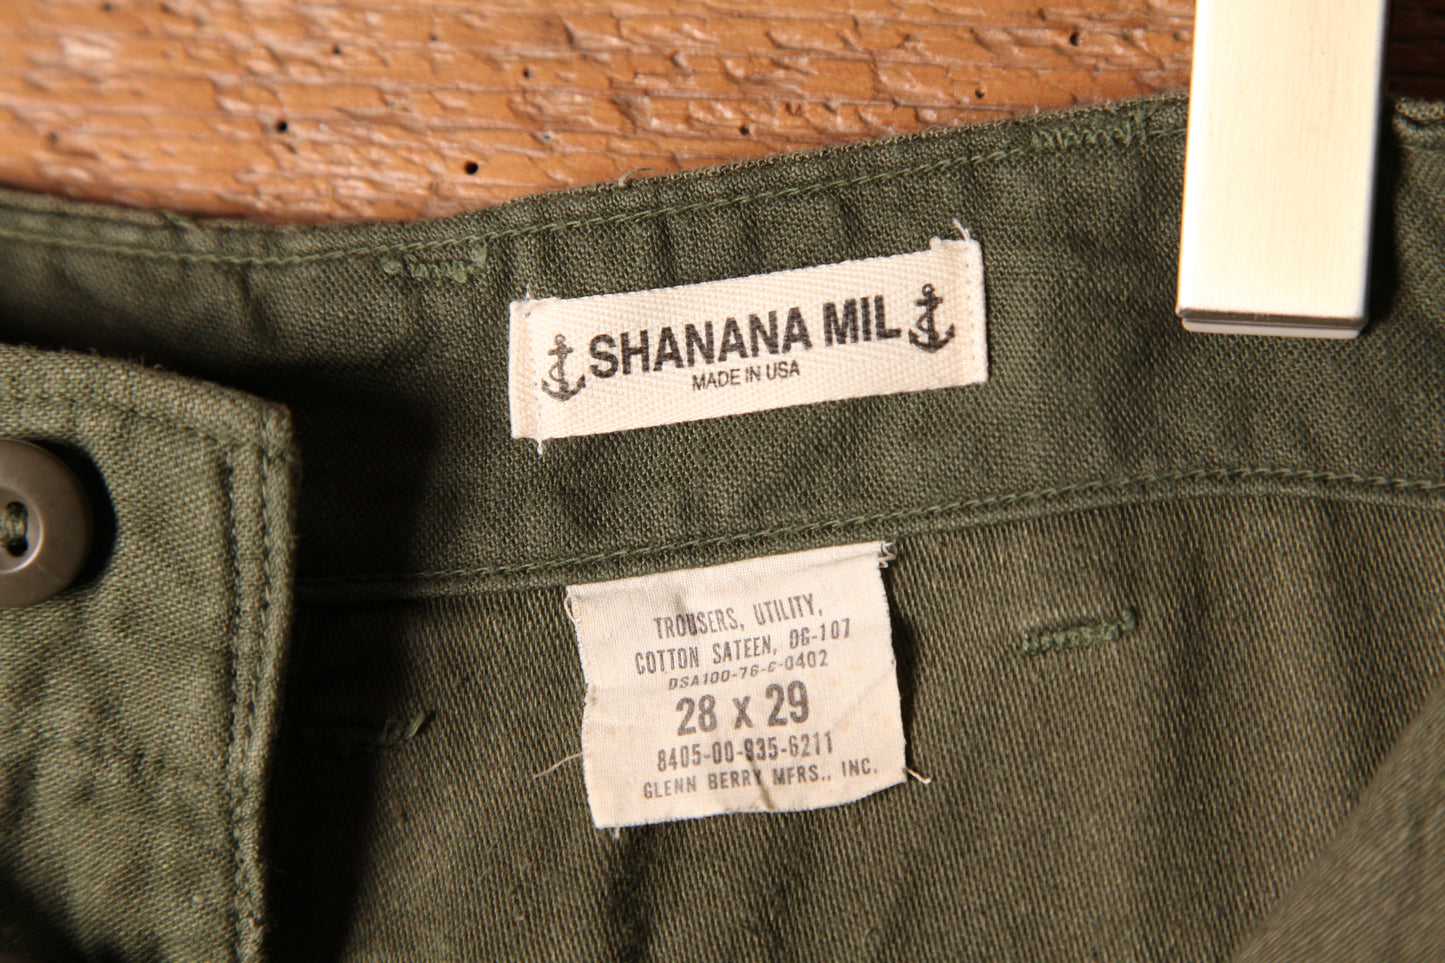 SHANANA MIL
MADE IN USA
TROUSERS, UTILITY,
COTTON SATEEN, OG-107
DSA100-76-C-0402
28 X 29
8405-00-935-6211
GLENN BERRY MFRS., INC.